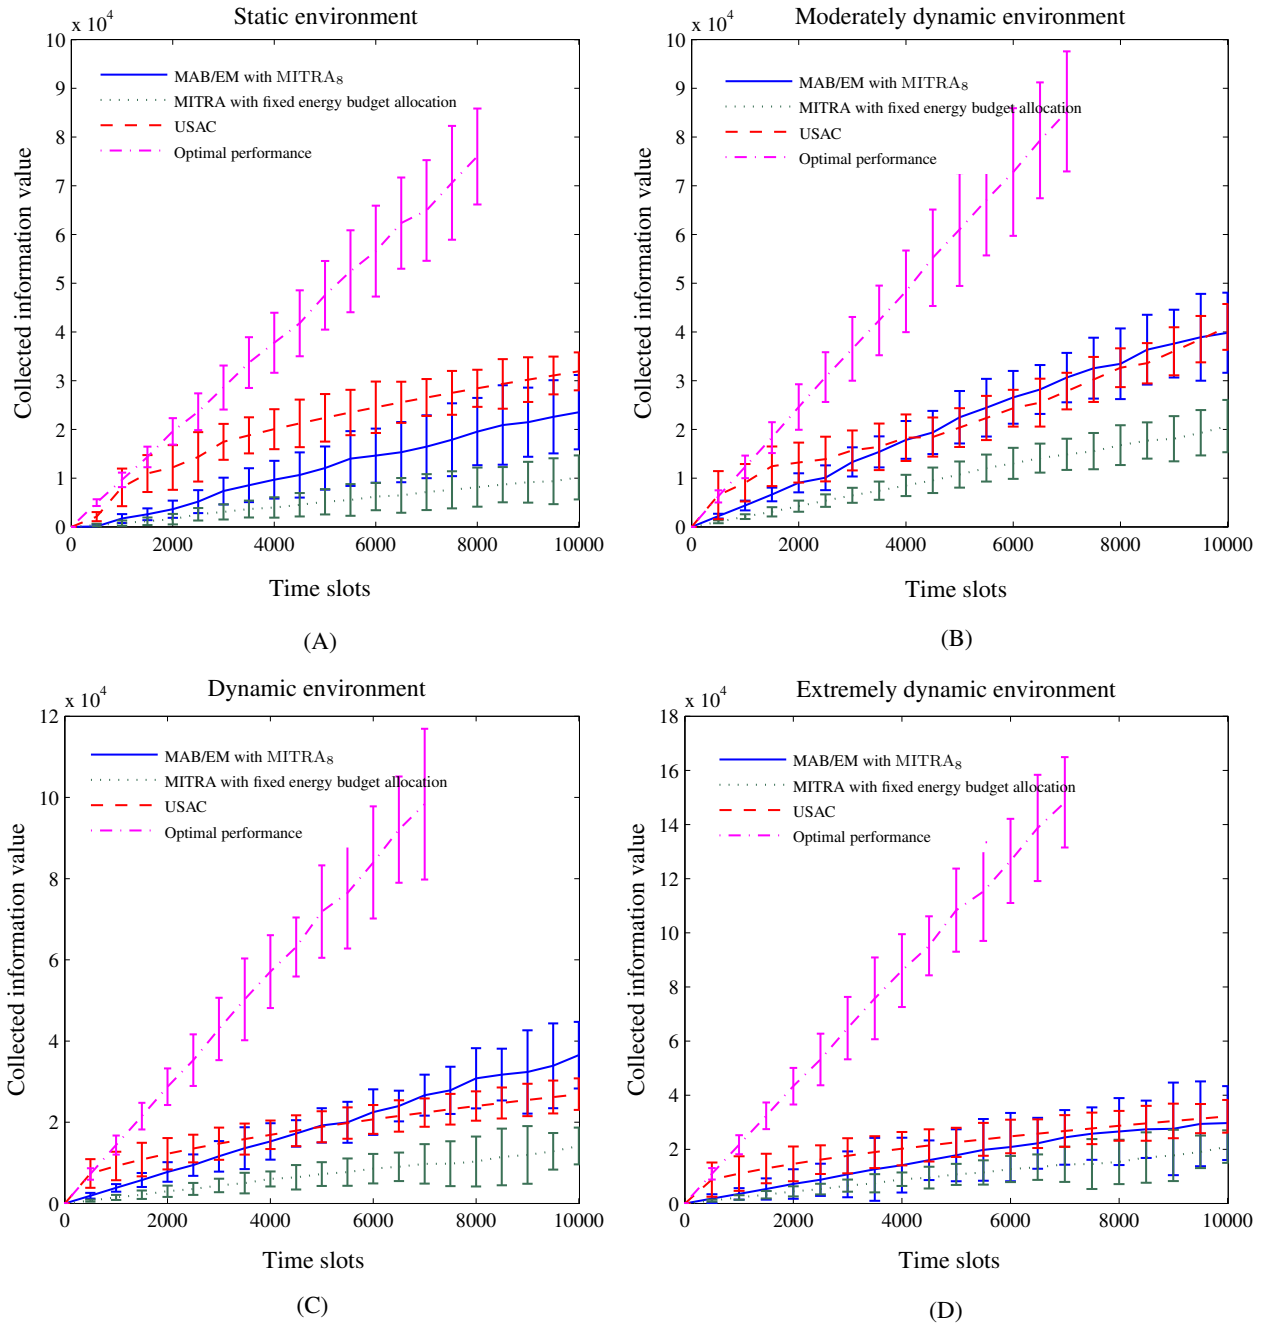 Static environment
x 10^4
10
9
8
7
6
5
4
3
2
1
0
0 2000 4000 6000 8000 10000
Collected information value
Time slots
MAB/EM with MITRA₈
MITRA with fixed energy budget allocation
USAC
Optimal performance
(A)
Moderately dynamic environment
x 10^4
10
9
8
7
6
5
4
3
2
1
0
0 2000 4000 6000 8000 10000
Collected information value
Time slots
MAB/EM with MITRA₈
MITRA with fixed energy budget allocation
USAC
Optimal performance
(B)
Dynamic environment
x 10^4
12
10
8
6
4
2
0
0 2000 4000 6000 8000 10000
Collected information value
Time slots
MAB/EM with MITRA₈
MITRA with fixed energy budget allocation
USAC
Optimal performance
(C)
Extremely dynamic environment
x 10^4
18
16
14
12
10
8
6
4
2
0
0 2000 4000 6000 8000 10000
Collected information value
Time slots
MAB/EM with MITRA₈
MITRA with fixed energy budget allocation
USAC
Optimal performance
(D)